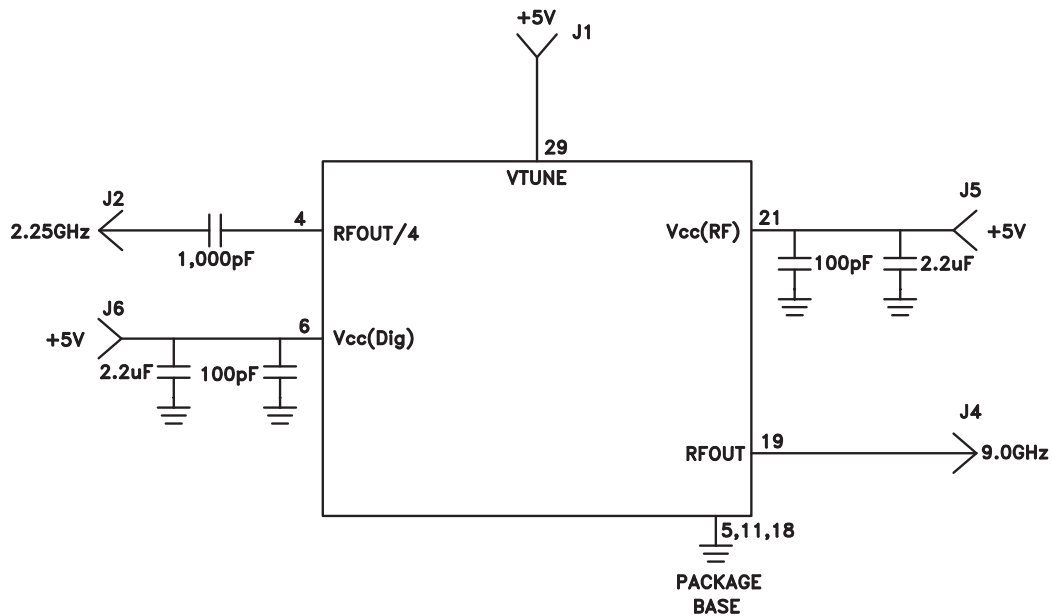 +5V
J1
29
VTUNE
J2
2.25GHz
1,000pF
4
RFOUT/4
Vcc(RF)
21
J5
+5V
100pF
2.2uF
J6
+5V
6
Vcc(Dig)
2.2uF
100pF
RFOUT
19
J4
9.0GHz
5,11,18
PACKAGE
BASE